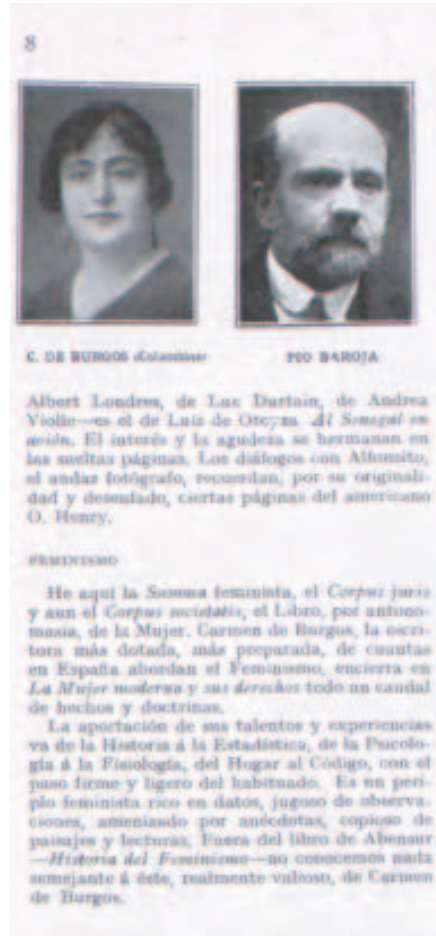 8
C. DE BURGOS «Colombine»
PIO BAROJA
Albert Londres, de Luc Durtain, de Andrea
Violle—es el de Luis de Oteyza Al Senegal en
avión. El interés y la agudeza se hermanan en
las sueltas páginas. Los diálogos con Alfonsito,
el audaz fotógrafo, recuerdan, por su originali-
dad y desenfado, ciertas páginas del americano
O. Henry.
FEMINISMO
He aquí la Summa feminista, el Corpus juris
y aun el Corpus societatis, el Libro, por antono-
masia, de la Mujer. Carmen de Burgos, la escri-
tora más dotada, más preparada, de cuantas
en España abordan el Feminismo, encierra en
La Mujer moderna y sus derechos todo un caudal
de hechos y doctrinas.
La aportación de sus talentos y experiencias
va de la Historia á la Estadística, de la Psicolo-
gía á la Fisiología, del Hogar al Código, con el
paso firme y ligero del habituado. Es un peri-
plo feminista rico en datos, jugoso de observa-
ciones, amenizado por anécdotas, copioso de
paisajes y lecturas. Fuera del libro de Abensur
—Historia del Feminismo—no conocemos nada
semejante á éste, realmente valioso, de Carmen
de Burgos.